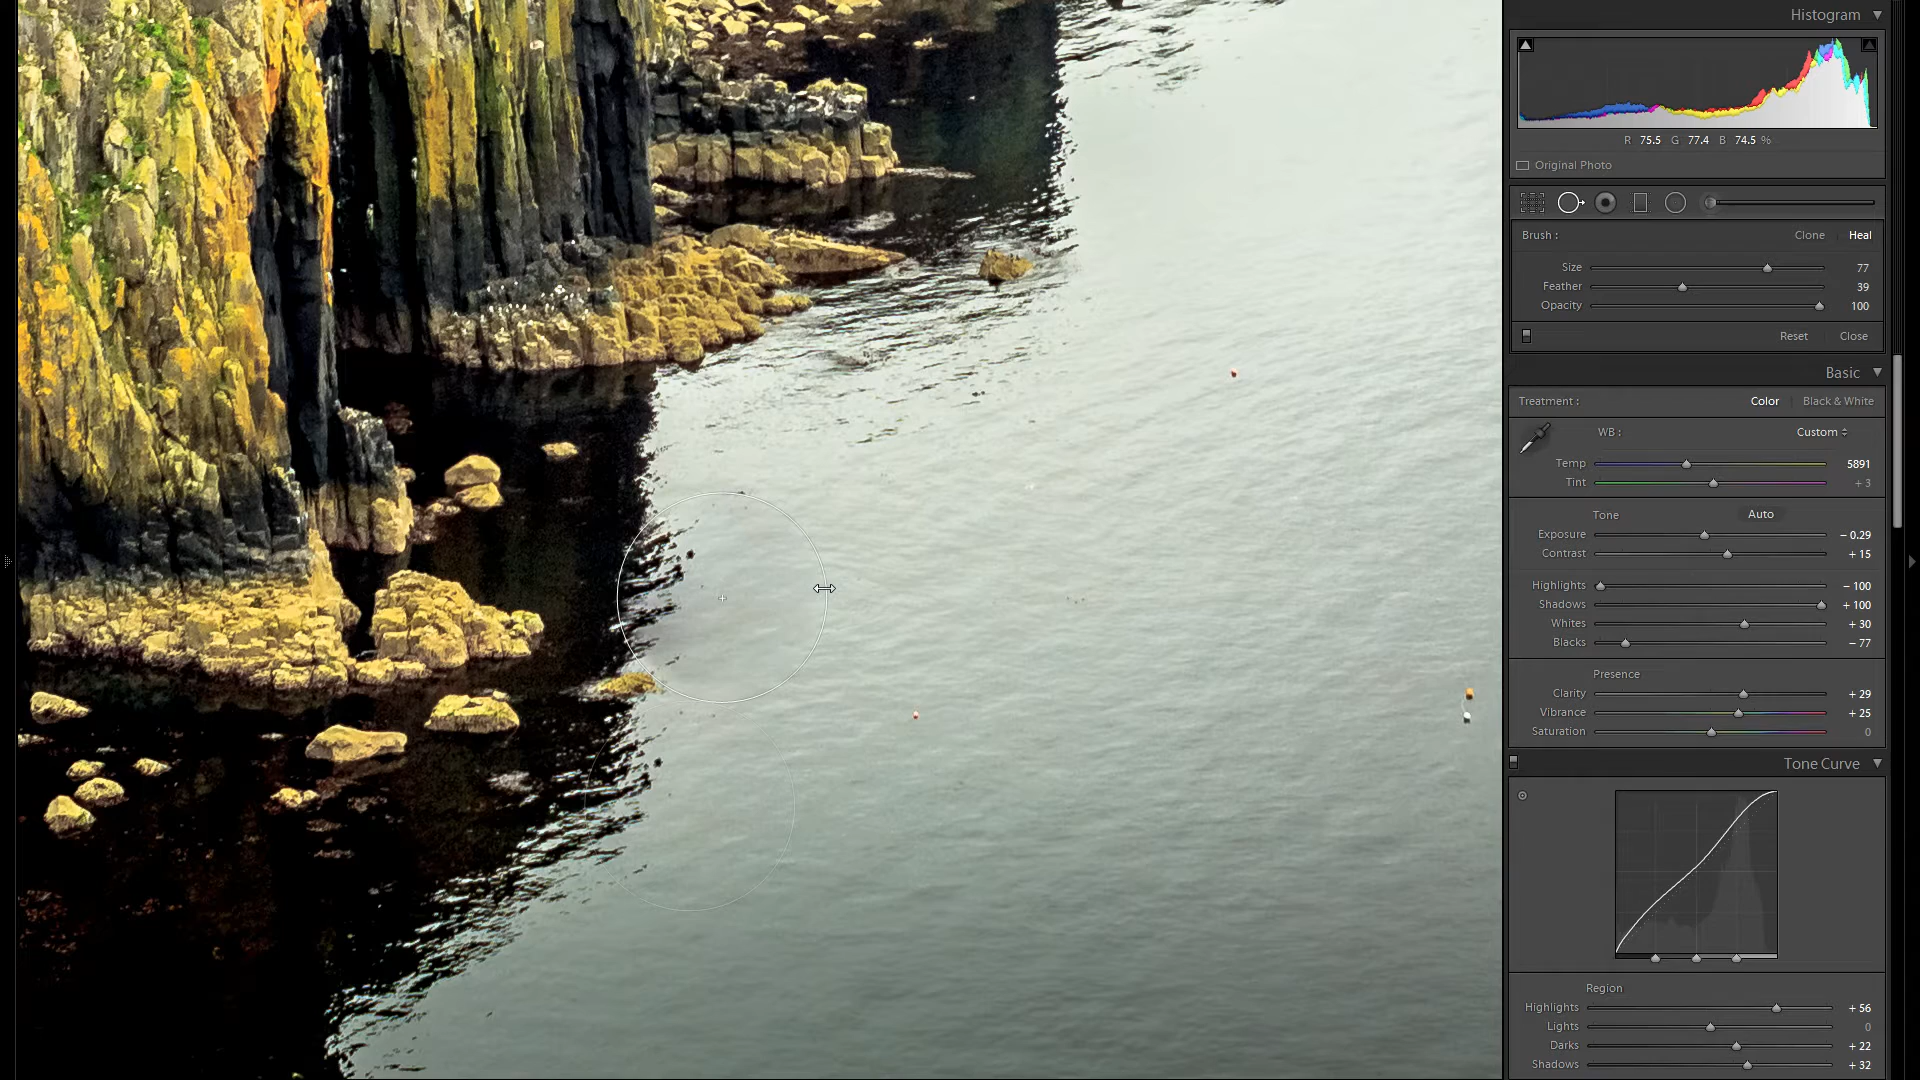 Histogram
R 75.5 G 77.4 B 74.5 %
Original Photo
Brush : Clone Heal
Size 77
Feather 39
Opacity 100
Reset Close
Basic
Treatment : Color Black & White
WB : Custom
Temp 5891
Tint + 3
Tone Auto
Exposure – 0.29
Contrast + 15
Highlights – 100
Shadows + 100
Whites + 30
Blacks – 77
Presence
Clarity + 29
Vibrance + 25
Saturation 0
Tone Curve
Region
Highlights + 56
Lights 0
Darks + 22
Shadows + 32